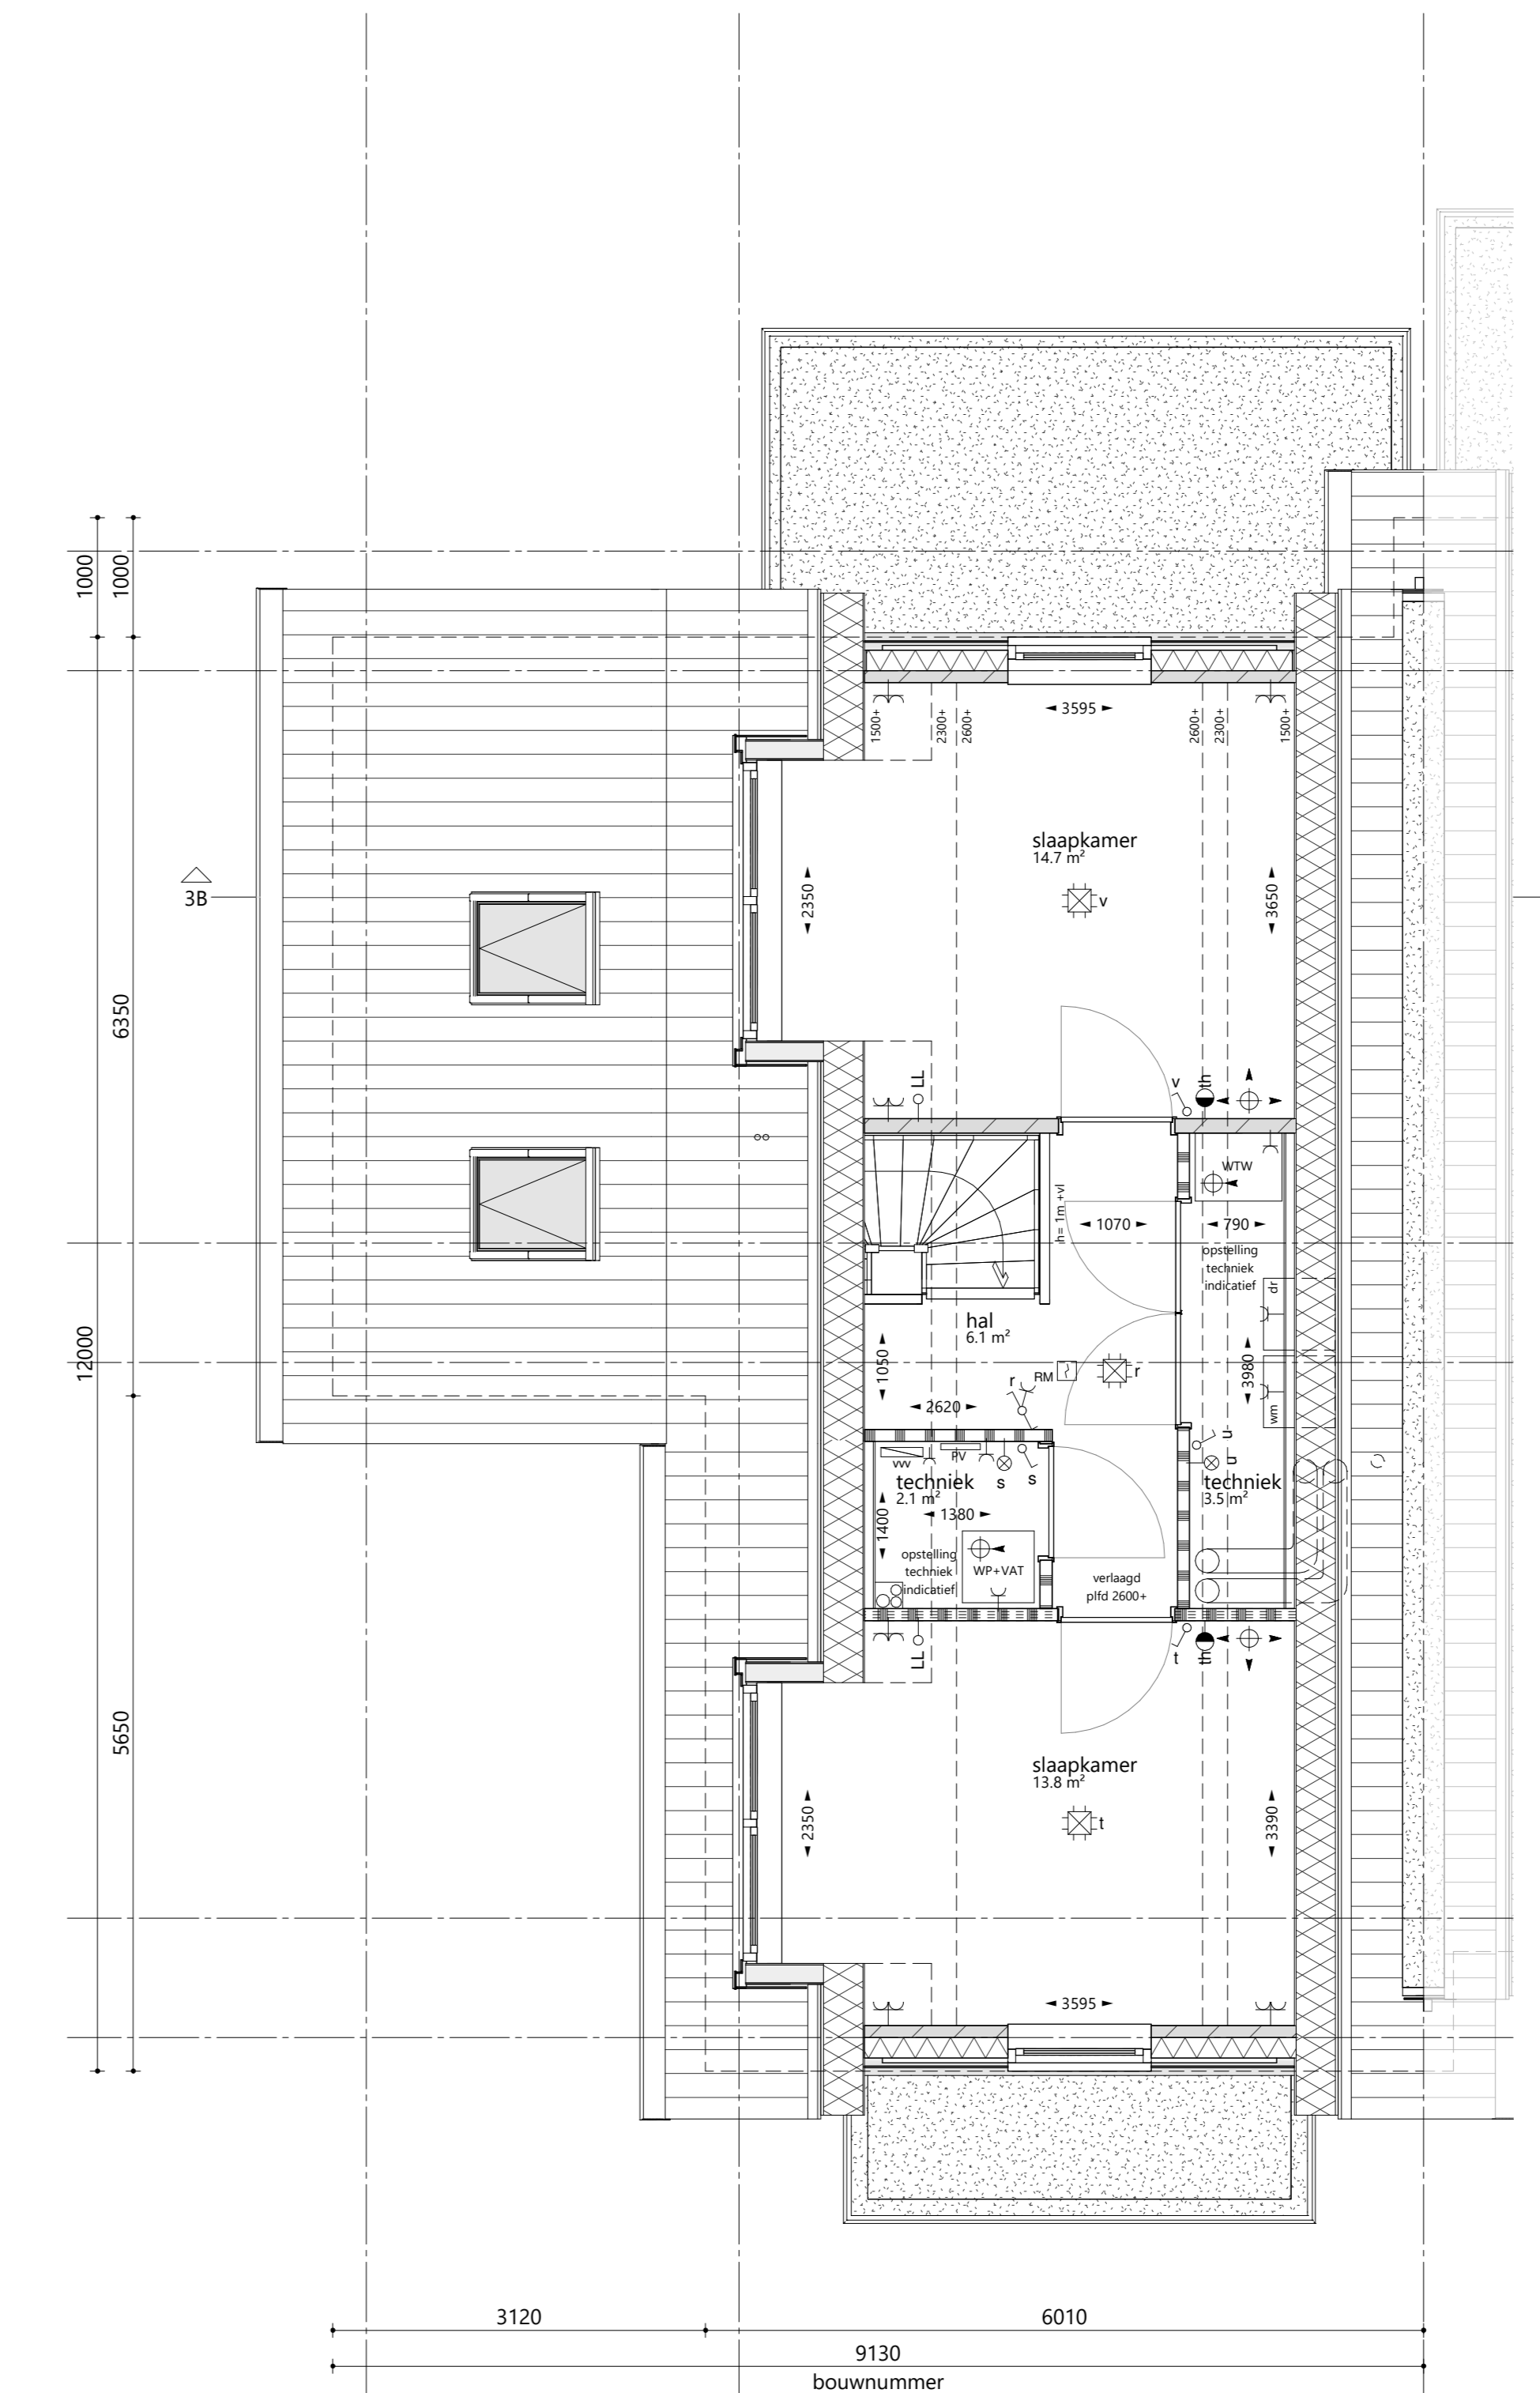 1000
1000
1500+
2300+
2600+
3595
2600+
2300+
1500+
slaapkamer
14.7 m²
3B
2350
v
3650
6350
LL
v
th
WTW
h= 1m +vl
1070
790
opstelling
techniek
indicatief
dr
hal
6.1 m²
12000
1050
RM
r
r
3980
2620
wm
vvv
PV
s
s
u
u
techniek
2.1 m²
techniek
3.5 m²
1380
1400
opstelling
techniek
indicatief
WP+VAT
verlaagd
plfd 2600+
LL
t
th
5650
slaapkamer
13.8 m²
2350
t
3390
3595
3120
6010
9130
bouwnummer